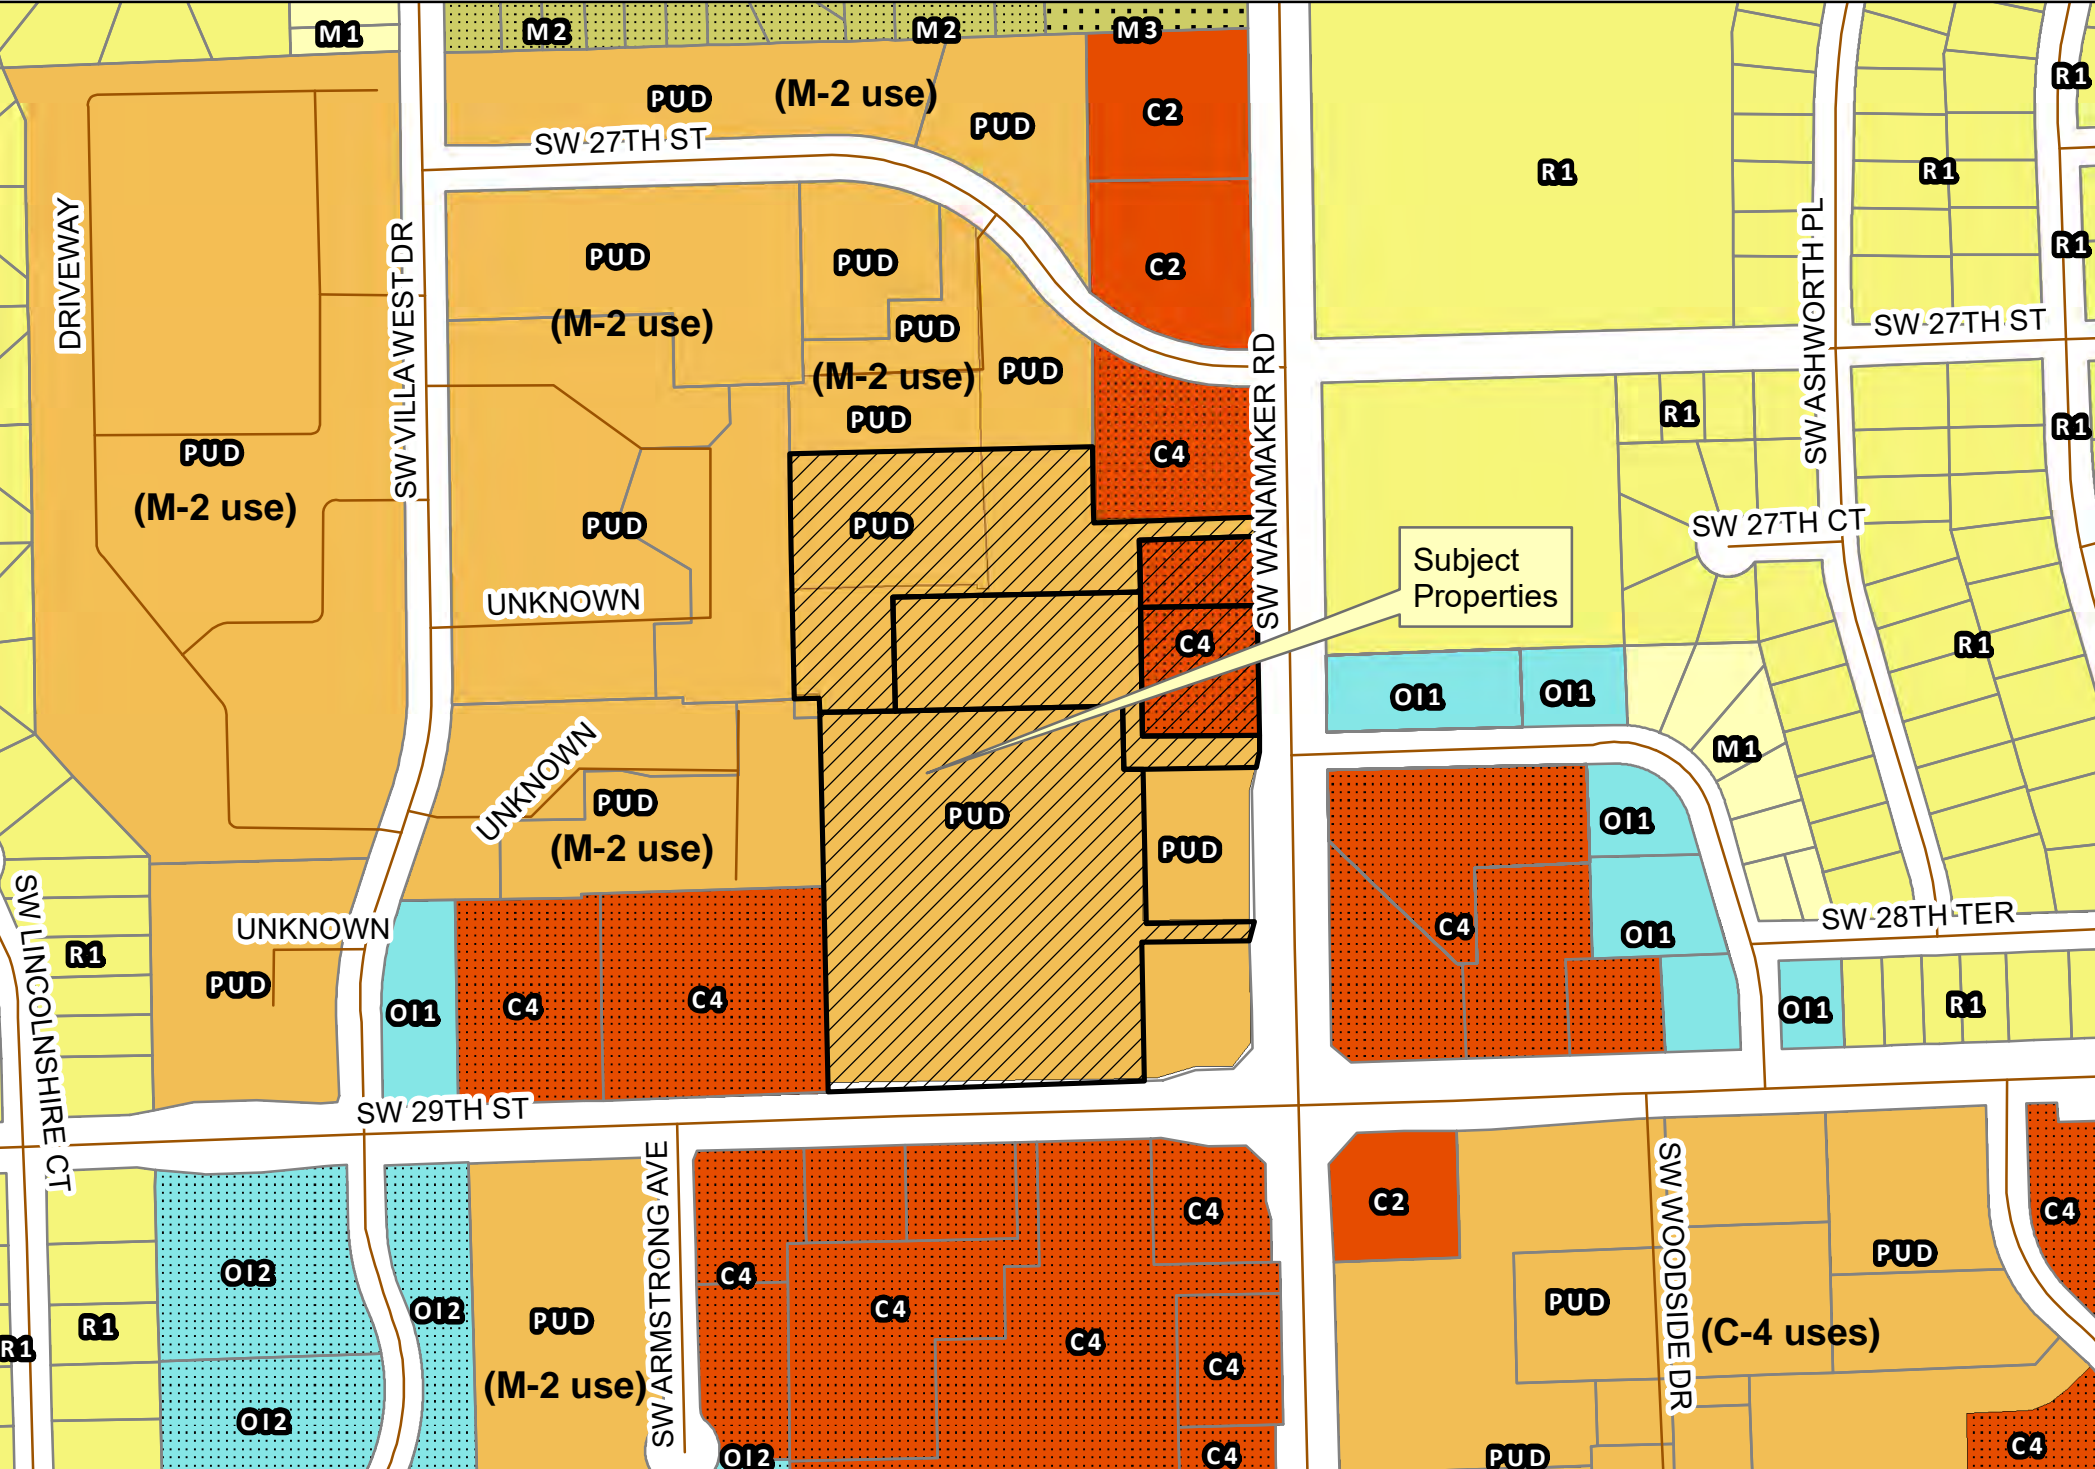 M1
M2
M2
M3
PUD
(M-2 use)
PUD
C2
R1
R1
R1
SW 27TH ST
DRIVEWAY
SW VILLA WEST DR
PUD
PUD
C2
SW ASHWORTH PL
R1
(M-2 use)
PUD
SW 27TH ST
(M-2 use)
PUD
PUD
SW WANAMAKER RD
R1
R1
PUD
(M-2 use)
C4
PUD
PUD
SW 27TH CT
Subject
Properties
UNKNOWN
C4
R1
OI1
OI1
M1
UNKNOWN
PUD
(M-2 use)
PUD
PUD
OI1
SW LINCOLNSHIRE CT
R1
UNKNOWN
PUD
OI1
C4
C4
C4
OI1
SW 28TH TER
OI1
R1
SW 29TH ST
SW ARMSTRONG AVE
C4
C2
SW WOODSIDE DR
C4
OI2
C4
PUD
R1
R1
OI2
PUD
C4
PUD
(C-4 uses)
C4
C4
(M-2 use)
OI2
OI2
C4
PUD
C4